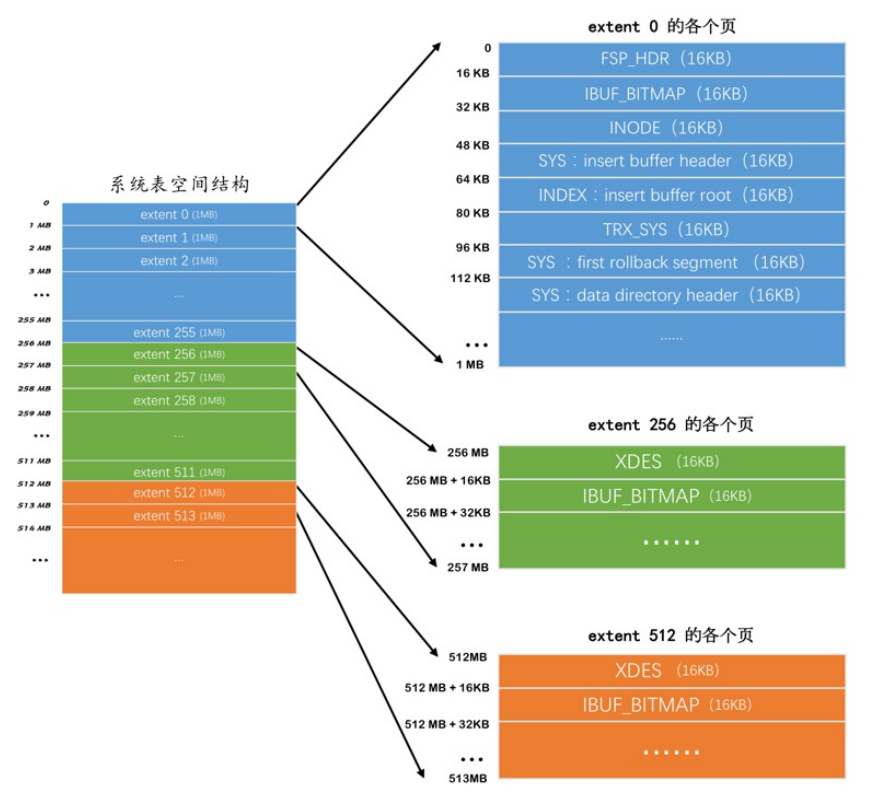 系统表空间结构
0
extent 0 (1MB)
1 MB
extent 1 (1MB)
2 MB
extent 2 (1MB)
3 MB
...
...
255 MB
extent 255 (1MB)
256 MB
extent 256 (1MB)
257 MB
extent 257 (1MB)
258 MB
extent 258 (1MB)
259 MB
...
...
511 MB
extent 511 (1MB)
512 MB
extent 512 (1MB)
513 MB
extent 513 (1MB)
514 MB
...
...
extent 0 的各个页
0
FSP_HDR（16KB）
16 KB
IBUF_BITMAP（16KB）
32 KB
INODE（16KB）
48 KB
SYS：insert buffer header（16KB）
64 KB
INDEX：insert buffer root（16KB）
80 KB
TRX_SYS（16KB）
96 KB
SYS ：first rollback segment （16KB）
112 KB
SYS：data directory header（16KB）
......
...
1 MB
extent 256 的各个页
256 MB
XDES （16KB）
256 MB + 16KB
IBUF_BITMAP（16KB）
256 MB + 32KB
......
...
257 MB
extent 512 的各个页
512MB
XDES （16KB）
512 MB + 16KB
IBUF_BITMAP（16KB）
512 MB + 32KB
......
...
513MB